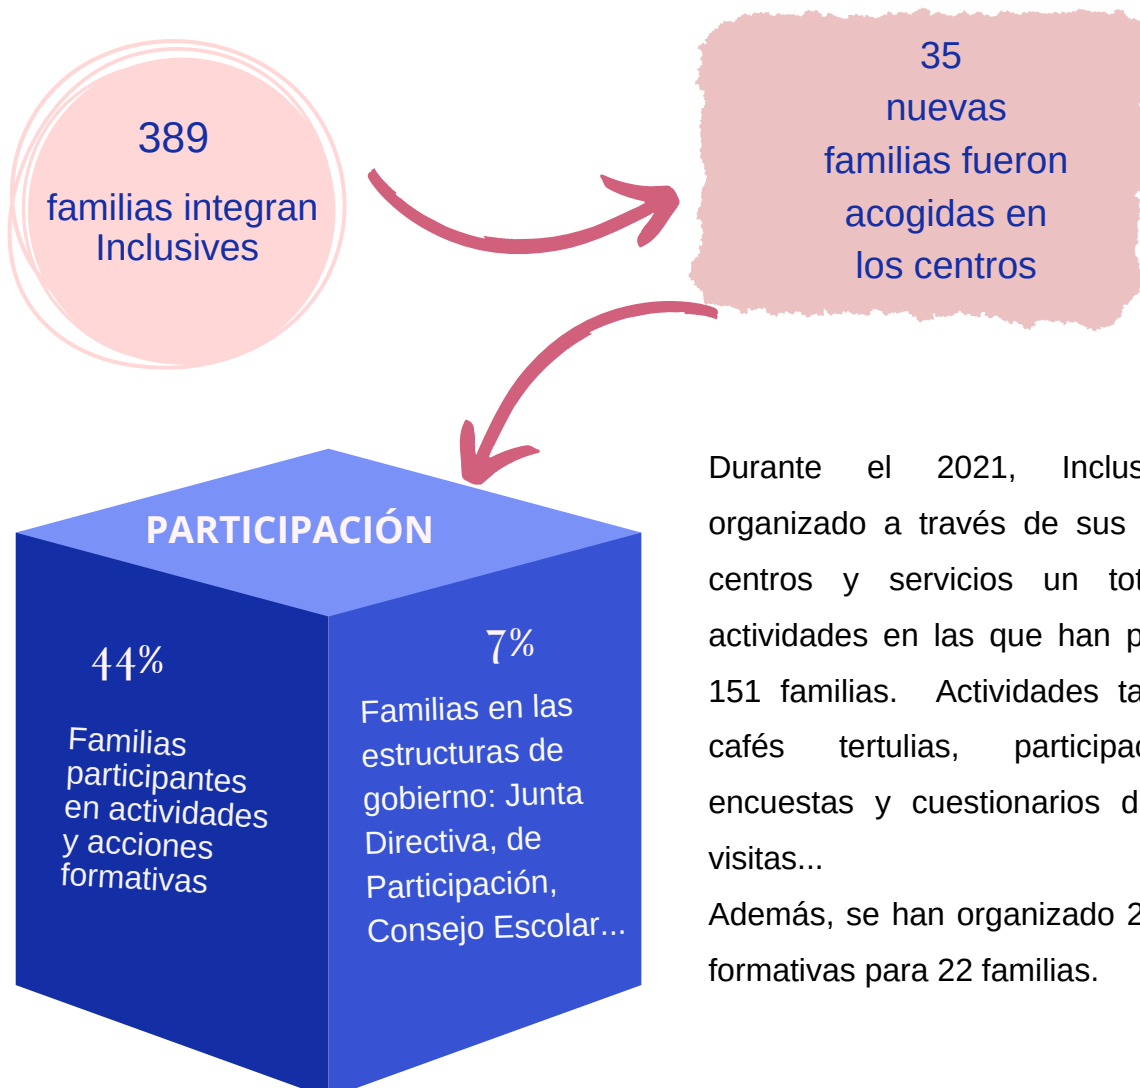 389
familias integran
Inclusives
35
nuevas
familias fueron
acogidas en
los centros
PARTICIPACIÓN
44%
Familias
participantes
en actividades
y acciones
formativas
7%
Familias en las
estructuras de
gobierno: Junta
Directiva, de
Participación,
Consejo Escolar...
Durante el 2021,
organizado a través de sus
centros y servicios un
actividades en las que han
151 familias. Actividades
cafés tertulias,
encuestas y cuestionarios
visitas...
Además, se han organizado
formativas para 22 familias.